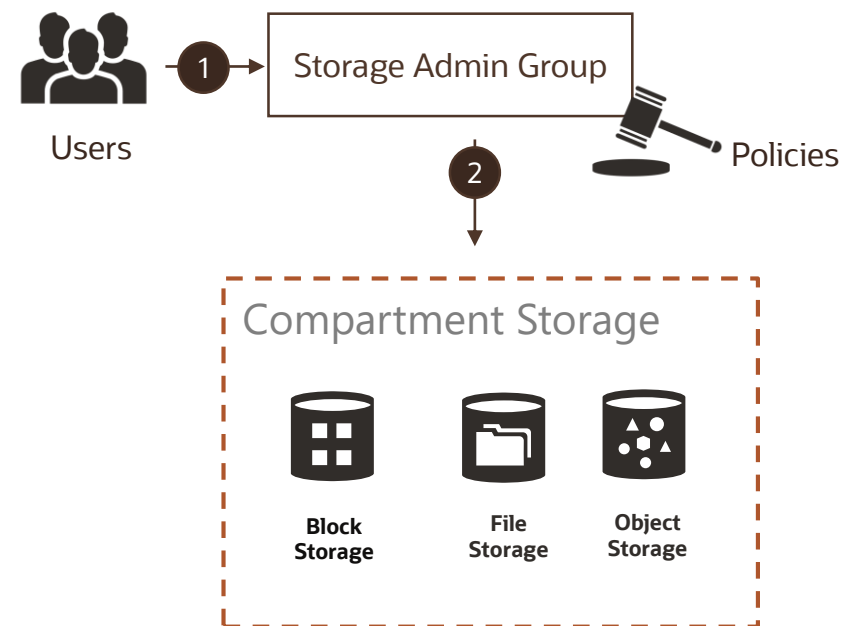 1
Storage Admin Group
Users
2
Policies
Compartment Storage
Block
Storage
File
Storage
Object
Storage